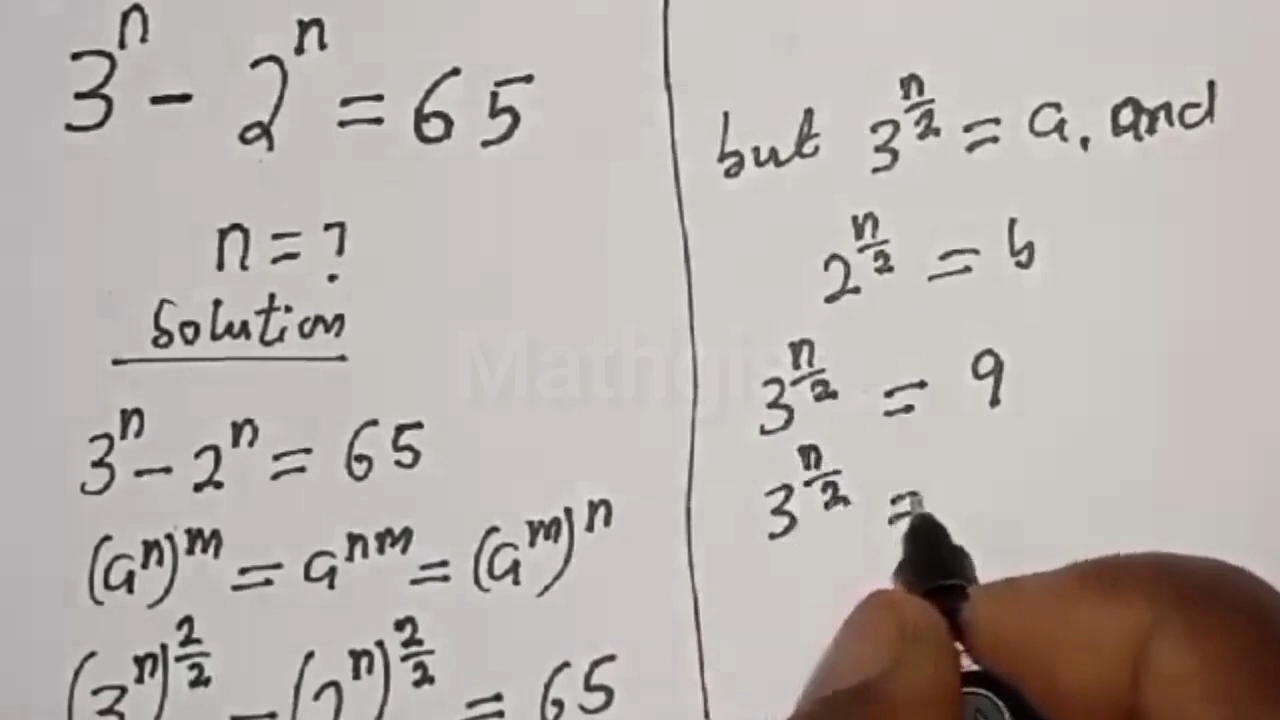 3ⁿ - 2ⁿ = 65
n = ?
Solution
3ⁿ - 2ⁿ = 65
(aⁿ)ᵐ = aⁿᵐ = (aᵐ)ⁿ
(3ⁿ)^(2/2) - (2ⁿ)^(2/2) = 65
but 3^(n/2) = a, and
2^(n/2) = b
3^(n/2) = 9
3^(n/2) =